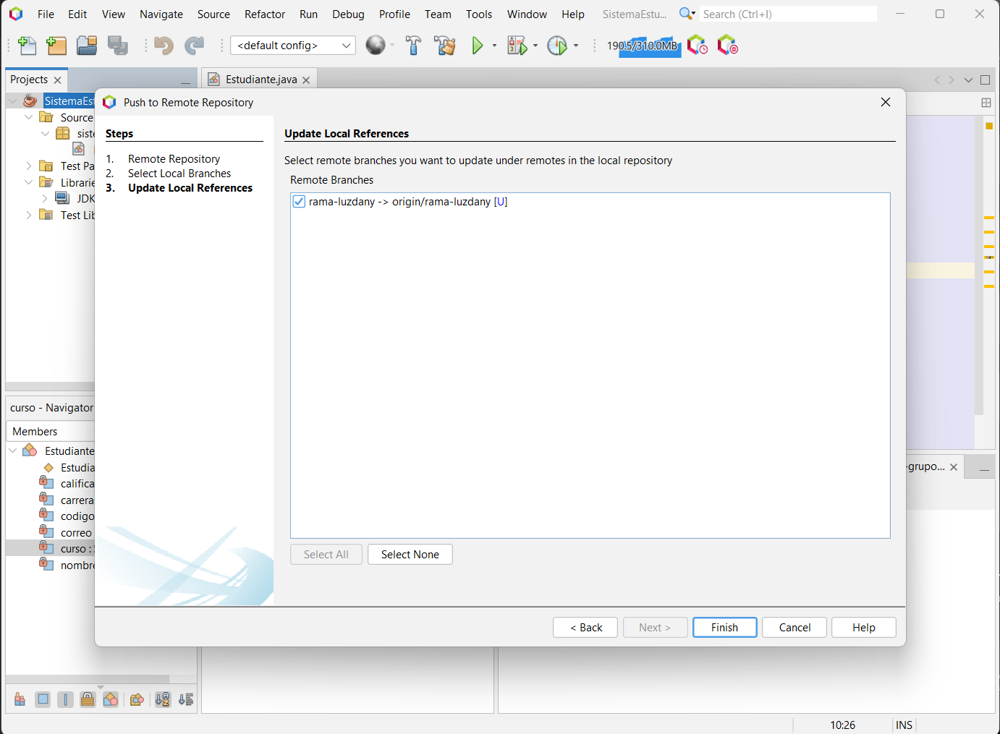 File Edit View Navigate Source Refactor Run Debug Profile Team Tools Window Help SistemaEstu... Search (Ctrl+I)
<default config> 190.5/310.0MB
Projects Estudiante.java
SistemaEst
Source
siste
Test Pa
Librarie
JDK
Test Lib
Push to Remote Repository
Steps
1. Remote Repository
2. Select Local Branches
3. Update Local References
Update Local References
Select remote branches you want to update under remotes in the local repository
Remote Branches
rama-luzdany -> origin/rama-luzdany [U]
Select All Select None
< Back Next > Finish Cancel Help
curso - Navigator
Members
Estudiante
Estudia
califica
carrera
codigo
correo
curso : S
nombre
-grupo...
10:26 INS